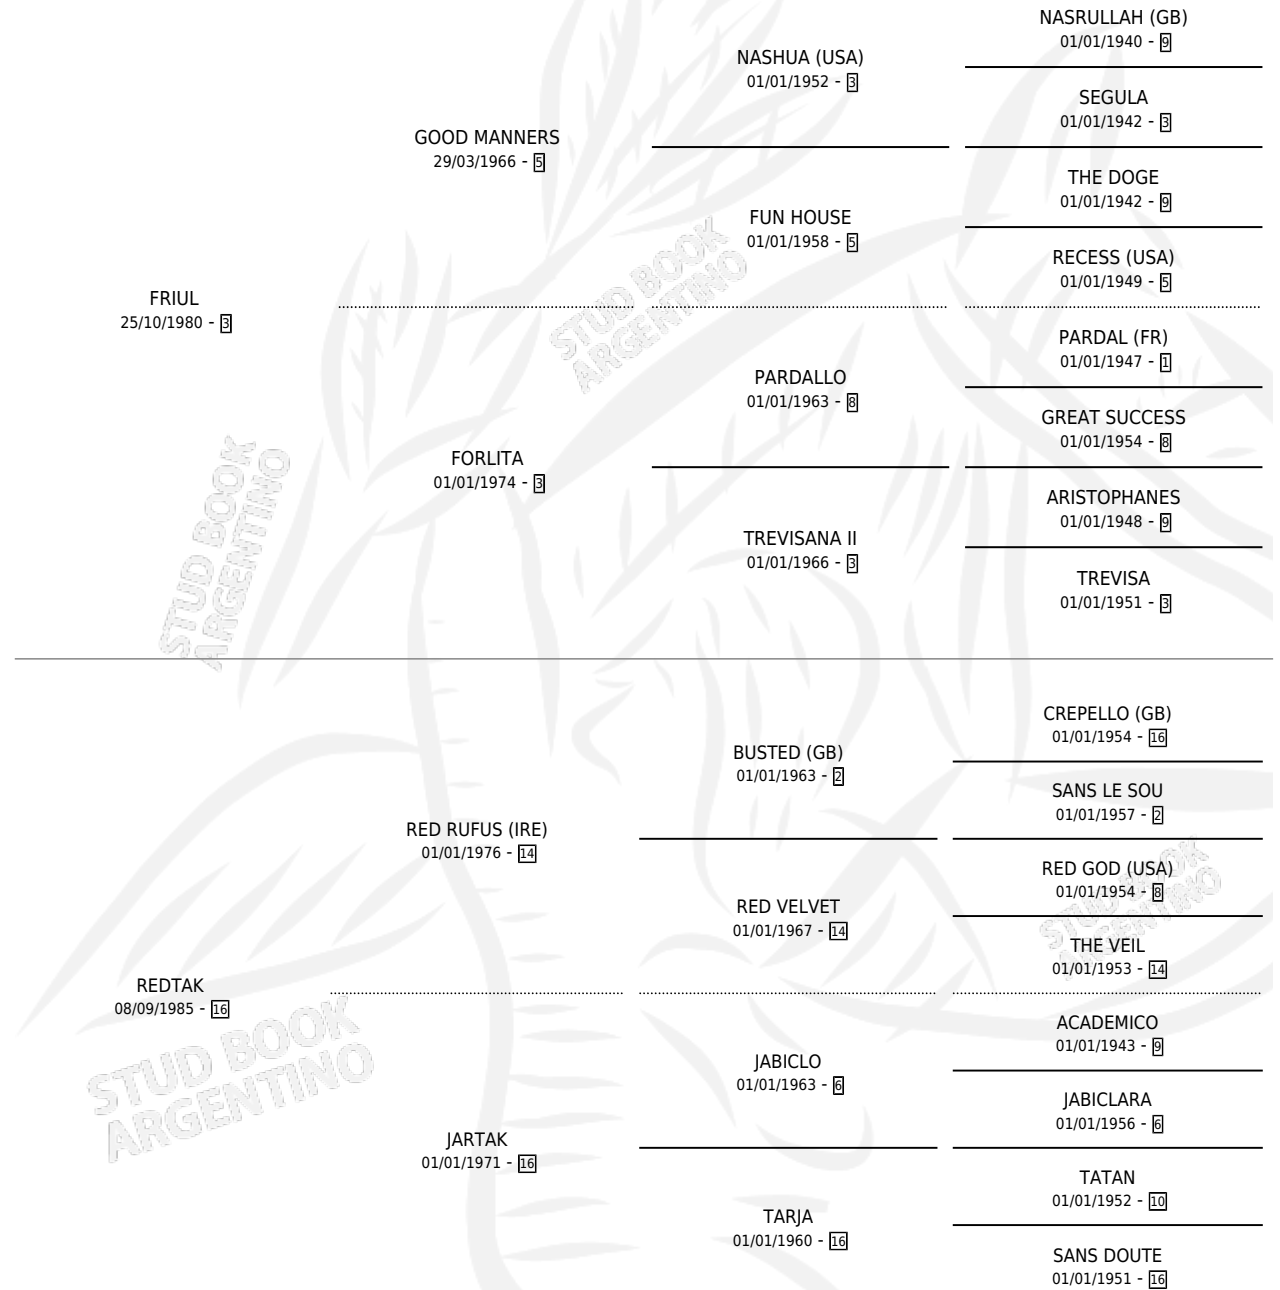 NASRULLAH (GB)
01/01/1940 - 9
NASHUA (USA)
01/01/1952 - 3
SEGULA
01/01/1942 - 3
GOOD MANNERS
29/03/1966 - 5
THE DOGE
01/01/1942 - 9
FUN HOUSE
01/01/1958 - 5
RECESS (USA)
01/01/1949 - 5
FRIUL
25/10/1980 - 3
PARDAL (FR)
01/01/1947 - 1
PARDALLO
01/01/1963 - 8
GREAT SUCCESS
01/01/1954 - 8
FORLITA
01/01/1974 - 3
ARISTOPHANES
01/01/1948 - 9
TREVISANA II
01/01/1966 - 3
TREVISA
01/01/1951 - 3
CREPELLO (GB)
01/01/1954 - 16
BUSTED (GB)
01/01/1963 - 2
SANS LE SOU
01/01/1957 - 2
RED RUFUS (IRE)
01/01/1976 - 14
RED GOD (USA)
01/01/1954 - 8
RED VELVET
01/01/1967 - 14
THE VEIL
01/01/1953 - 14
REDTAK
08/09/1985 - 16
ACADEMICO
01/01/1943 - 9
JABICLO
01/01/1963 - 6
JABICLARA
01/01/1956 - 6
JARTAK
01/01/1971 - 16
TATAN
01/01/1952 - 10
TARJA
01/01/1960 - 16
SANS DOUTE
01/01/1951 - 16
STUD BOOK
ARGENTINO
STUD BOOK
ARGENTINO
STUD BOOK
ARGENTINO
STUD BOOK
ARGENTINO